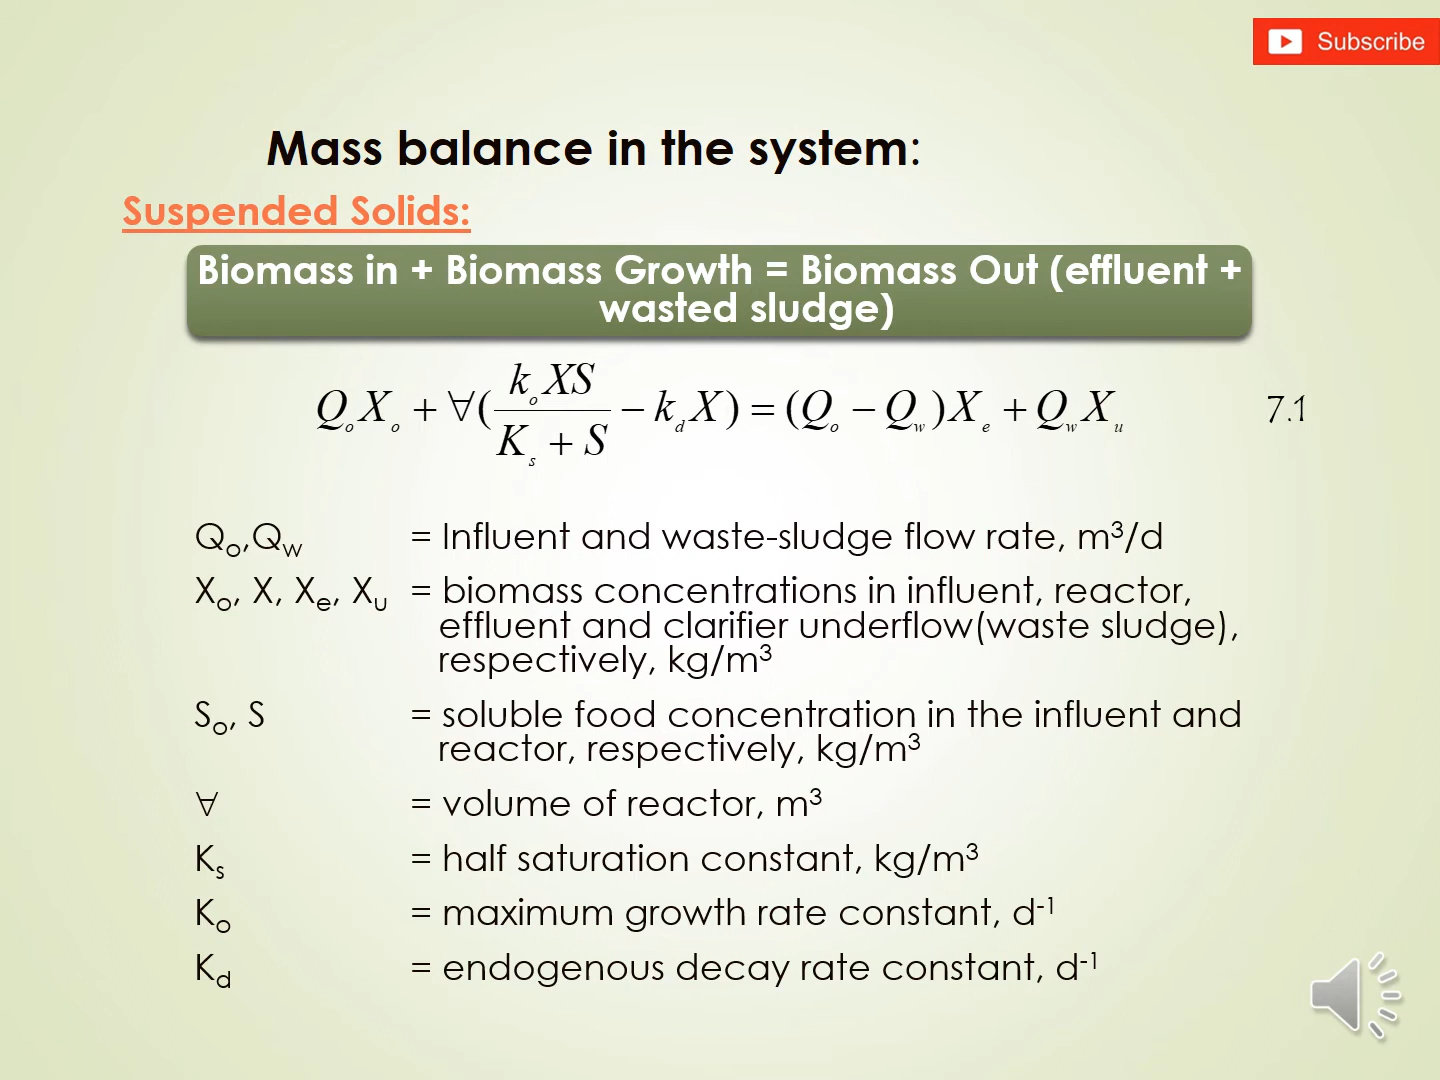 Subscribe
Mass balance in the system:
Suspended Solids:
Biomass in + Biomass Growth = Biomass Out (effluent +
wasted sludge)
QₒXₒ + ∀(kₒXS / (Kₛ + S) − k_d X) = (Qₒ − Q_w)Xₑ + Q_w Xᵤ 7.1
Qₒ,Q_w = Influent and waste-sludge flow rate, m³/d
Xₒ, X, Xₑ, Xᵤ = biomass concentrations in influent, reactor,
effluent and clarifier underflow(waste sludge),
respectively, kg/m³
Sₒ, S = soluble food concentration in the influent and
reactor, respectively, kg/m³
∀ = volume of reactor, m³
Kₛ = half saturation constant, kg/m³
Kₒ = maximum growth rate constant, d⁻¹
K_d = endogenous decay rate constant, d⁻¹